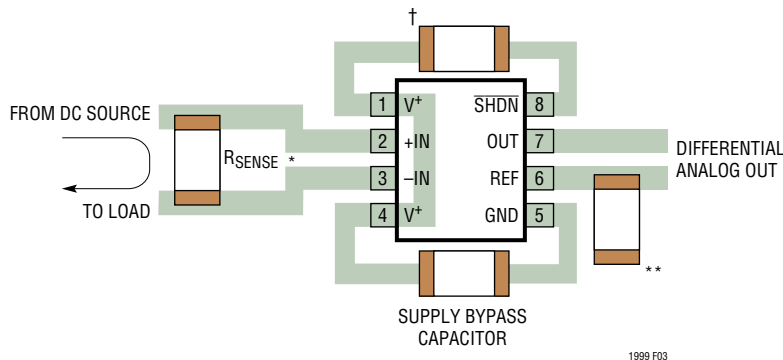 †
FROM DC SOURCE
RSENSE *
TO LOAD
1 V+
2 +IN
3 –IN
4 V+
SHDN 8
OUT 7
REF 6
GND 5
DIFFERENTIAL
ANALOG OUT
**
SUPPLY BYPASS
CAPACITOR
1999 F03